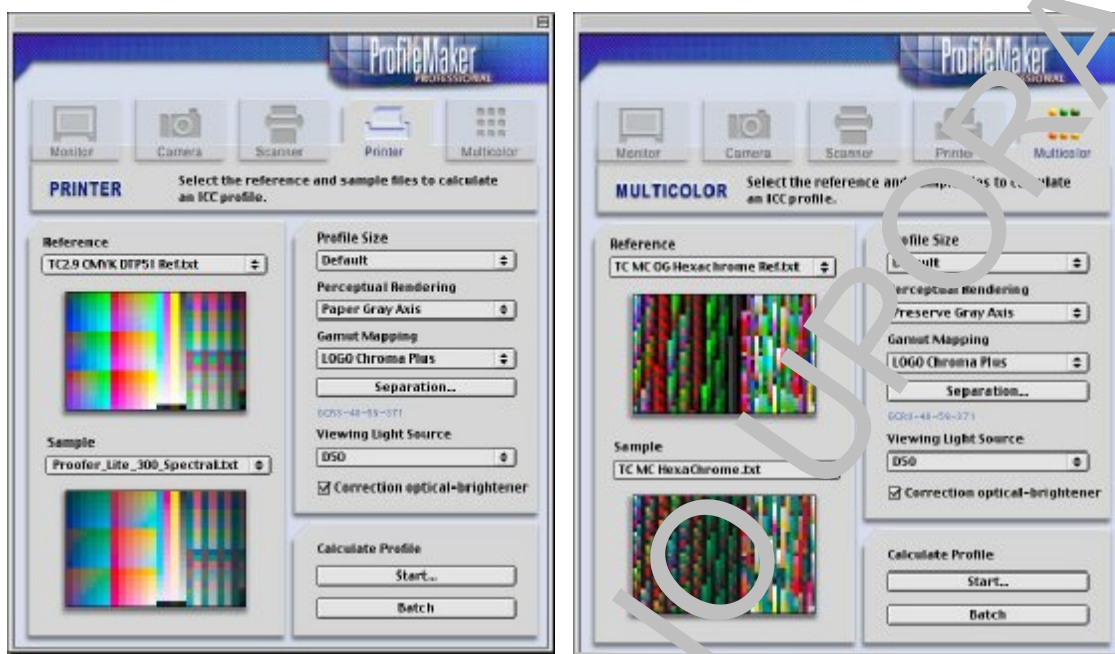 ProfileMaker
PROFESSIONAL
Monitor
Camera
Scanner
Printer
Multicolor
PRINTER
Select the reference and sample files to calculate
an ICC profile.
Reference
TC2.9 CMYK DTP51 Ref.txt
Sample
Proofer_Lite_300_Spectral.txt
Profile Size
Default
Perceptual Rendering
Paper Gray Axis
Gamut Mapping
LOGO Chroma Plus
Separation...
Viewing Light Source
D50
Correction optical-brightener
Calculate Profile
Start...
Batch
ProfileMaker
Monitor
Camera
Scanner
Printer
Multicolor
MULTICOLOR
Select the reference and
an ICC profile.
Reference
TC MC OG Hexachrome Ref.txt
Sample
TC MC HexaChrome.txt
Size
Perceptual Rendering
Preserve Gray Axis
Gamut Mapping
LOGO Chroma Plus
Separation...
Viewing Light Source
D50
Correction optical-brightener
Calculate Profile
Start...
Batch